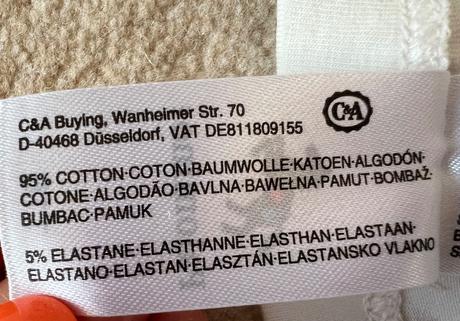 C&A Buying, Wanheimer Str. 70
D-40468 Düsseldorf, VAT DE811809155
C&A
95% COTTON·COTON·BAUMWOLLE·KATOEN·ALGODÓN·
COTONE·ALGODÃO·BAVLNA·BAWEŁNA·PAMUT·BOMBAŽ·
BUMBAC·PAMUK
5% ELASTANE·ELASTHANNE·ELASTHAN·ELASTAAN·
ELASTANO·ELASTAN·ELASZTÁN·ELASTANSKO VLAKNO